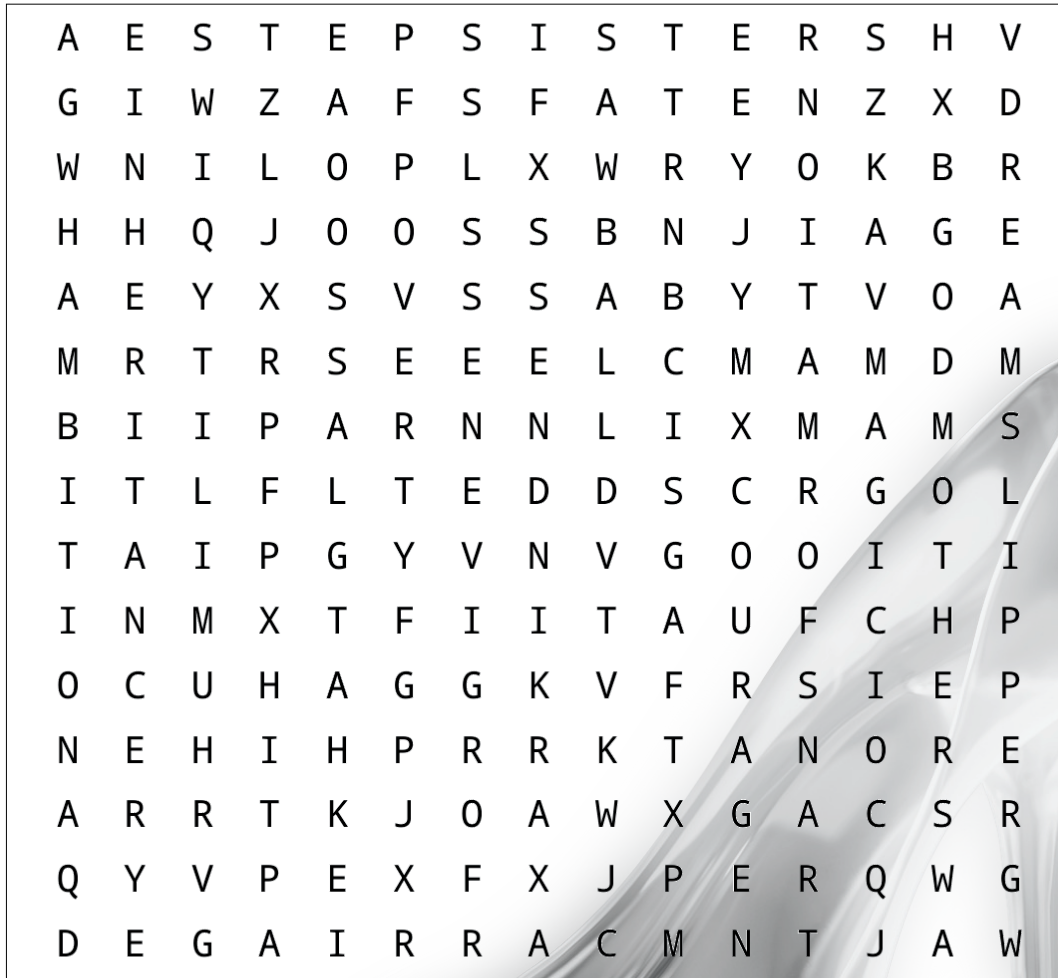 A E S T E P S I S T E R S H V
G I W Z A F S F A T E N Z X D
W N I L O P L X W R Y O K B R
H H Q J O O S S B N J I A G E
A E Y X S V S S A B Y T V O A
M R T R S E E E L C M A M D M
B I I P A R N N L I X M A M S
I T L F L T E D D S C R G O L
T A I P G Y V N V G O O I T I
I N M X T F I I T A U F C H P
O C U H A G G K V F R S I E P
N E H I H P R R K T A N O R E
A R R T K J O A W X G A C S R
Q Y V P E X F X J P E R Q W G
D E G A I R R A C M N T J A W